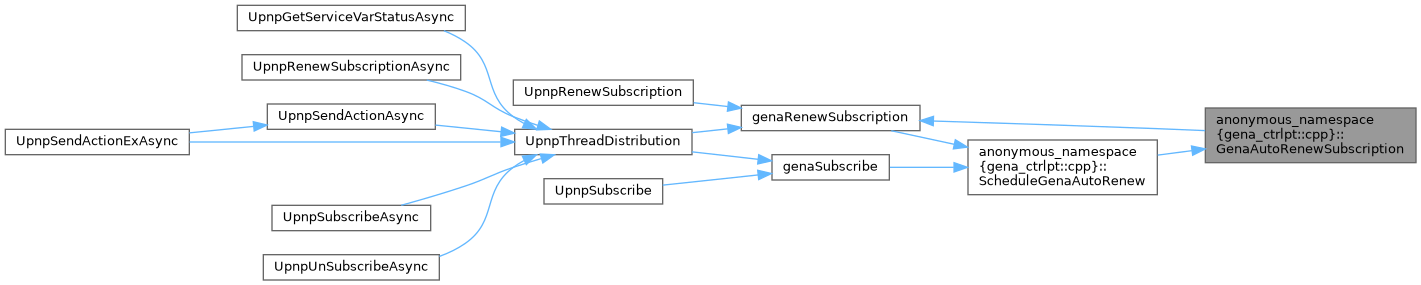 UpnpGetServiceVarStatusAsync
UpnpRenewSubscriptionAsync
UpnpSendActionAsync
UpnpSendActionExAsync
UpnpSubscribeAsync
UpnpUnSubscribeAsync
UpnpRenewSubscription
UpnpThreadDistribution
UpnpSubscribe
genaRenewSubscription
genaSubscribe
anonymous_namespace
{gena_ctrlpt::cpp}::
ScheduleGenaAutoRenew
anonymous_namespace
{gena_ctrlpt::cpp}::
GenaAutoRenewSubscription